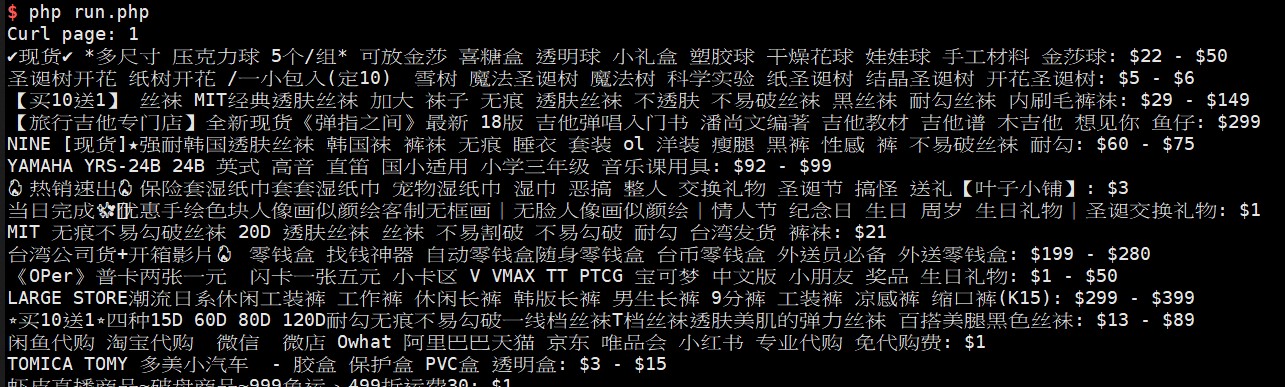 $ php run.php
Curl page: 1
✔现货✔ *多尺寸 压克力球 5个/组* 可放金莎 喜糖盒 透明球 小礼盒 塑胶球 干燥花球 娃娃球 手工材料 金莎球: $22 - $50
圣诞树开花 纸树开花 /一小包入(定10)  雪树 魔法圣诞树 魔法树 科学实验 纸圣诞树 结晶圣诞树 开花圣诞树: $5 - $6
【买10送1】 丝袜 MIT经典透肤丝袜 加大 袜子 无痕 透肤丝袜 不透肤 不易破丝袜 黑丝袜 耐勾丝袜 内刷毛裤袜: $29 - $149
【旅行吉他专门店】全新现货《弹指之间》最新 18版 吉他弹唱入门书 潘尚文编著 吉他教材 吉他谱 木吉他 想见你 鱼仔: $299
NINE [现货]★强耐韩国透肤丝袜 韩国袜 裤袜 无痕 睡衣 套装 ol 洋装 瘦腿 黑裤 性感 裤 不易破丝袜 耐勾: $60 - $75
YAMAHA YRS-24B 24B 英式 高音 直笛 国小适用 小学三年级 音乐课用具: $92 - $99
热销速出 保险套湿纸巾套套湿纸巾 宠物湿纸巾 湿巾 恶搞 整人 交换礼物 圣诞节 搞怪 送礼【叶子小铺】: $3
当日完成 优惠手绘色块人像画似颜绘客制无框画｜无脸人像画似颜绘｜情人节 纪念日 生日 周岁 生日礼物｜圣诞交换礼物: $1
MIT 无痕不易勾破丝袜 20D 透肤丝袜 丝袜 不易割破 不易勾破 耐勾 台湾发货 裤袜: $21
台湾公司货+开箱影片 零钱盒 找钱神器 自动零钱盒随身零钱盒 台币零钱盒 外送员必备 外送零钱盒: $199 - $280
《OPer》普卡两张一元  闪卡一张五元 小卡区 V VMAX TT PTCG 宝可梦 中文版 小朋友 奖品 生日礼物: $1 - $50
LARGE STORE潮流日系休闲工装裤 工作裤 休闲长裤 韩版长裤 男生长裤 9分裤 工装裤 凉感裤 缩口裤(K15): $299 - $399
⭑买10送1⭑四种15D 60D 80D 120D耐勾无痕不易勾破一线档丝袜T档丝袜透肤美肌的弹力丝袜 百搭美腿黑色丝袜: $13 - $89
闲鱼代购 淘宝代购  微信  微店 Owhat 阿里巴巴天猫 京东 唯品会 小红书 专业代购 免代购费: $1
TOMICA TOMY 多美小汽车  - 胶盒 保护盒 PVC盒 透明盒: $3 - $15
虾皮直播商品~破盘商品~999免运、499折运费30: $1